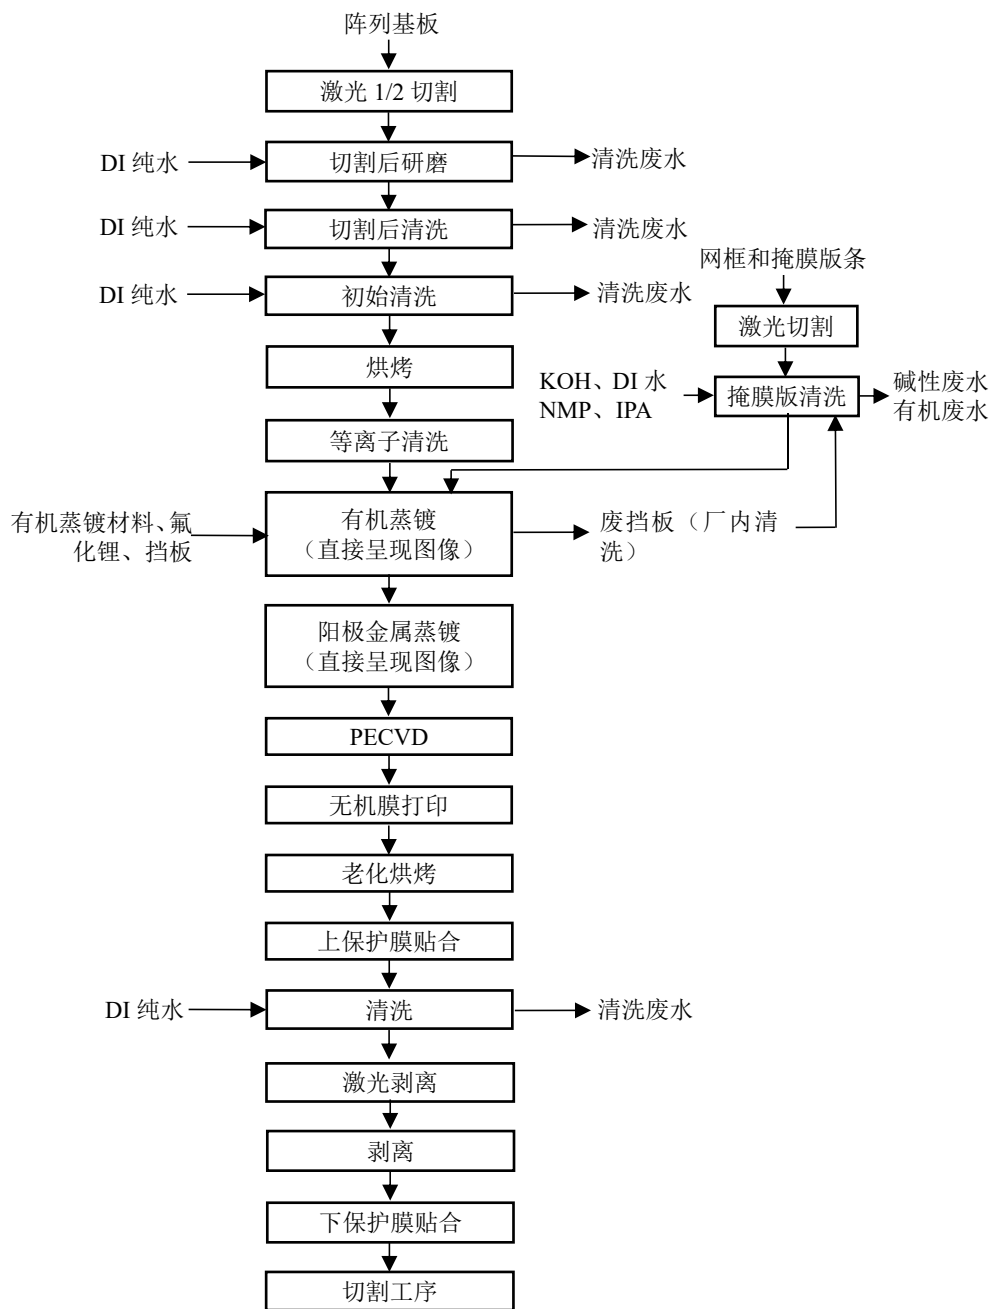 阵列基板
激光 1/2 切割
DI 纯水
切割后研磨
清洗废水
DI 纯水
切割后清洗
清洗废水
网框和掩膜版条
DI 纯水
初始清洗
清洗废水
激光切割
烘烤
KOH、DI 水
NMP、IPA
掩膜版清洗
碱性废水
有机废水
等离子清洗
有机蒸镀材料、氟
化锂、挡板
有机蒸镀
（直接呈现图像）
废挡板（厂内清
洗）
阳极金属蒸镀
（直接呈现图像）
PECVD
无机膜打印
老化烘烤
上保护膜贴合
DI 纯水
清洗
清洗废水
激光剥离
剥离
下保护膜贴合
切割工序